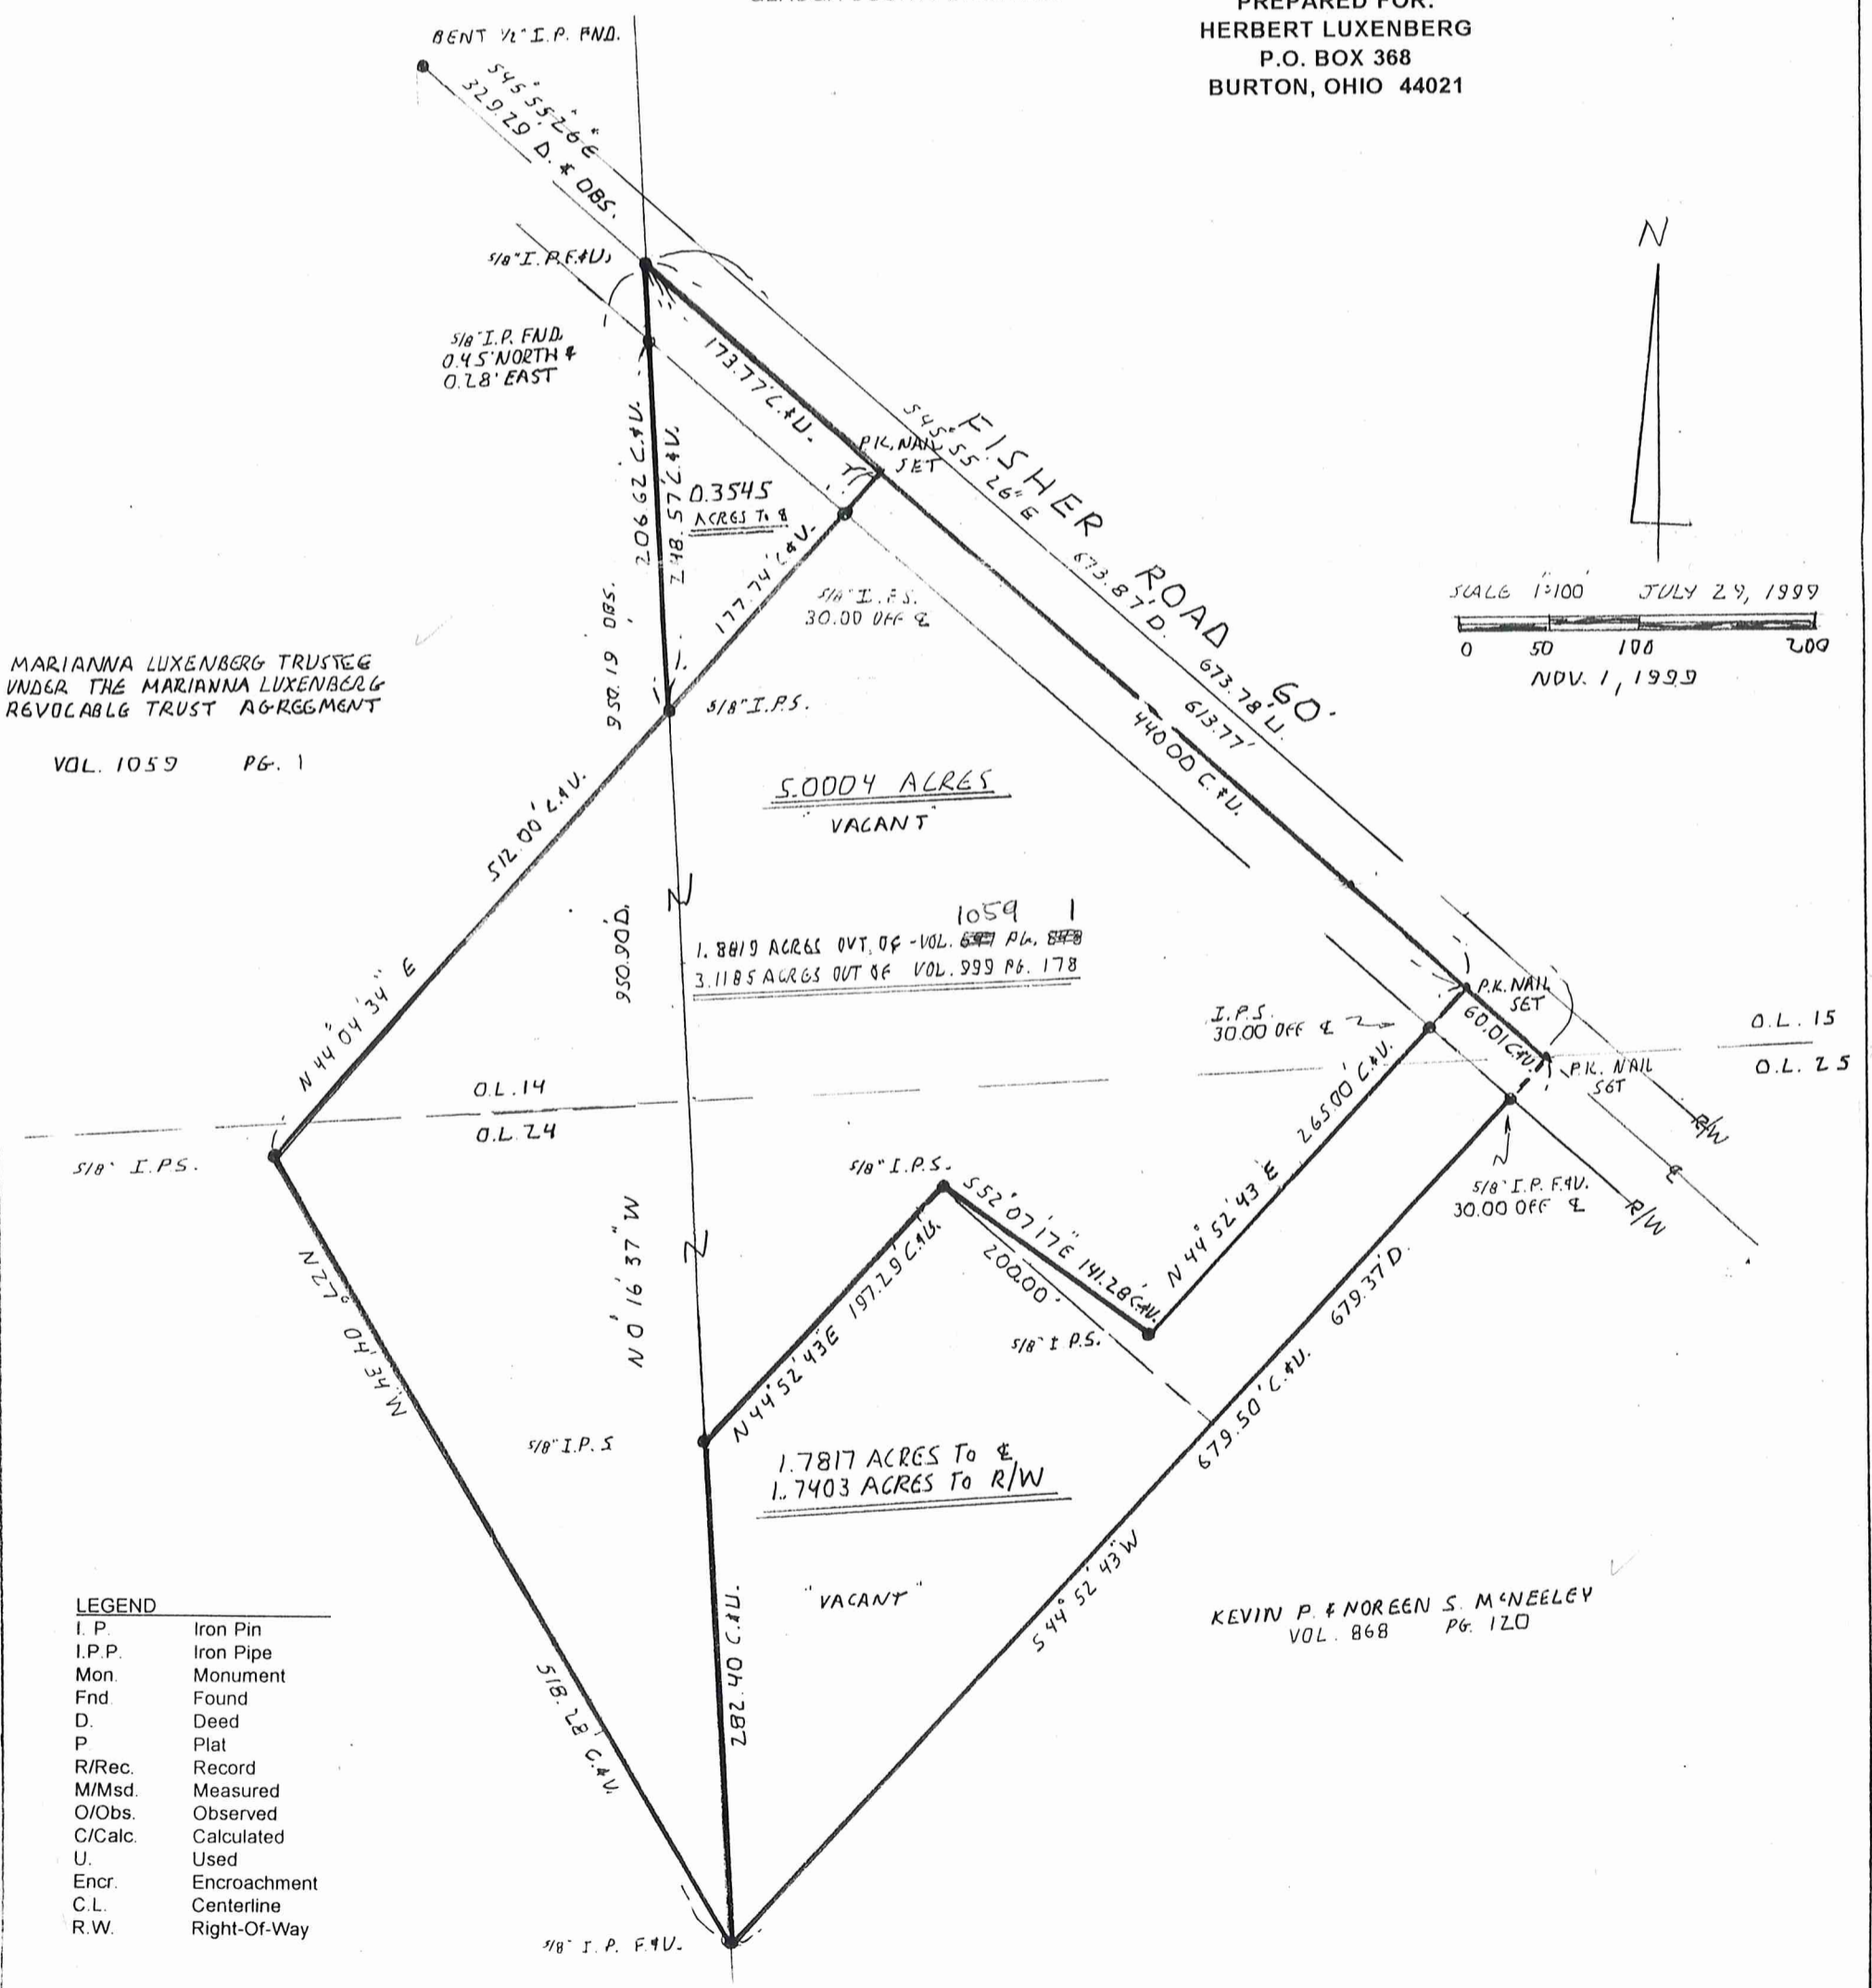 PREPARED FOR:
HERBERT LUXENBERG
P.O. BOX 368
BURTON, OHIO 44021
BENT 1/2" I.P. FND.
S45°55'26"E
329.29' D. & OBS.
5/8" I.P. F.&U.
5/8" I.P. FND.
0.45' NORTH &
0.28' EAST
173.77' C.&U.
P.K. NAIL
SET
S45°55'26"E
FISHER ROAD 60'
673.87' D.
673.78' U.
613.77'
440.00 C.&U.
206.62 C.&U.
248.57' C.&U.
0.3545
ACRES TO ℄
177.74' C.&U.
5/8" I.P.S.
30.00 OFF ℄
N
SCALE 1"=100' JULY 29, 1999
0 50 100 200
NOV. 1, 1999
MARIANNA LUXENBERG TRUSTEE
UNDER THE MARIANNA LUXENBERG
REVOCABLE TRUST AGREEMENT
VOL. 1059 PG. 1
950.19 OBS.
5/8" I.P.S.
512.00' C.&U.
5.0004 ACRES
"VACANT"
950.90'D.
1059 1
1.8819 ACRES OUT OF - VOL. PG.
3.1185 ACRES OUT OF VOL. 999 PG. 178
N 44°04'34" E
I.P.S.
30.00 OFF ℄
P.K. NAIL
SET
60.01 C.&U.
P.K. NAIL
SET
O.L. 15
O.L. 25
O.L. 14
O.L. 24
5/8" I.P.S.
R/W
℄
R/W
5/8" I.P. F.&U.
30.00 OFF ℄
5/8" I.P.S.
S52°07'17"E 141.28' C.&U.
200.00'
N 44°52'43 E 265.00' C.&U.
5/8" I.P.S.
N 0°16'37" W
N27°04'34"W
N 44°52'43 E 197.29' C.&U.
679.37'D.
679.50' C.&U.
S 44°52'43"W
5/8" I.P.S.
1.7817 ACRES TO ℄
1.7403 ACRES TO R/W
"VACANT"
282.40 C.&U.
518.28' C.&U.
KEVIN P. & NOREEN S. McNEELEY
VOL. 868 PG. 120
LEGEND
I. P. Iron Pin
I.P.P. Iron Pipe
Mon. Monument
Fnd. Found
D. Deed
P Plat
R/Rec. Record
M/Msd. Measured
O/Obs. Observed
C/Calc. Calculated
U. Used
Encr. Encroachment
C.L. Centerline
R.W. Right-Of-Way
5/8" I.P. F.&U.